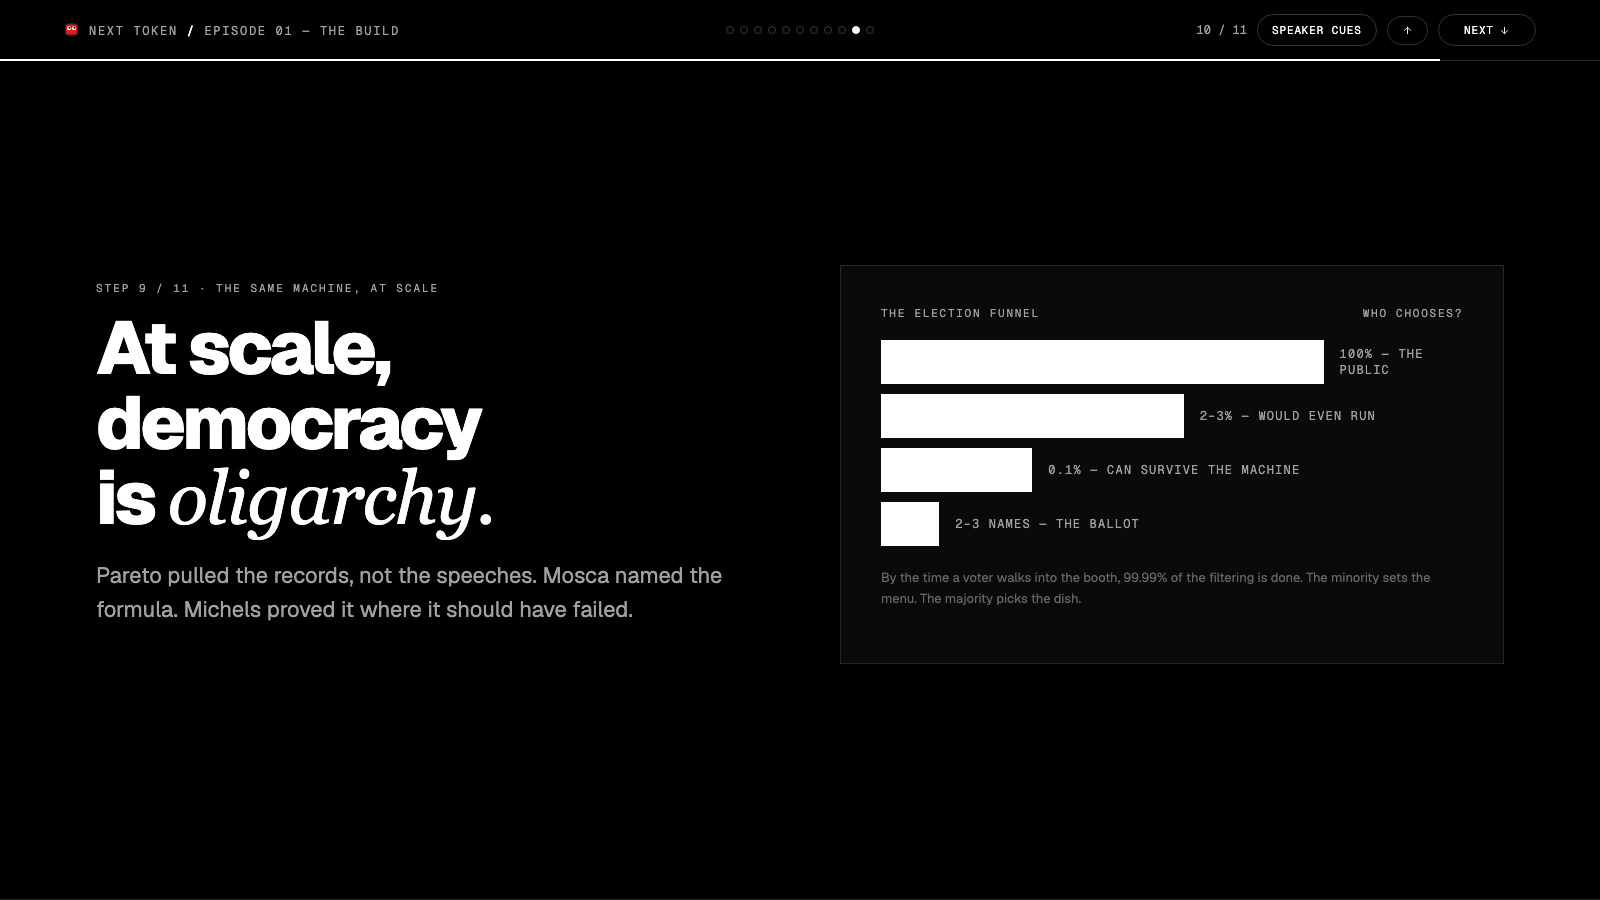 NEXT TOKEN / EPISODE 01 — THE BUILD
10 / 11
SPEAKER CUES
↑
NEXT ↓
STEP 9 / 11 · THE SAME MACHINE, AT SCALE
At scale,
democracy
is oligarchy.
Pareto pulled the records, not the speeches. Mosca named the
formula. Michels proved it where it should have failed.
THE ELECTION FUNNEL
WHO CHOOSES?
100% — THE
PUBLIC
2–3% — WOULD EVEN RUN
0.1% — CAN SURVIVE THE MACHINE
2–3 NAMES — THE BALLOT
By the time a voter walks into the booth, 99.99% of the filtering is done. The minority sets the
menu. The majority picks the dish.